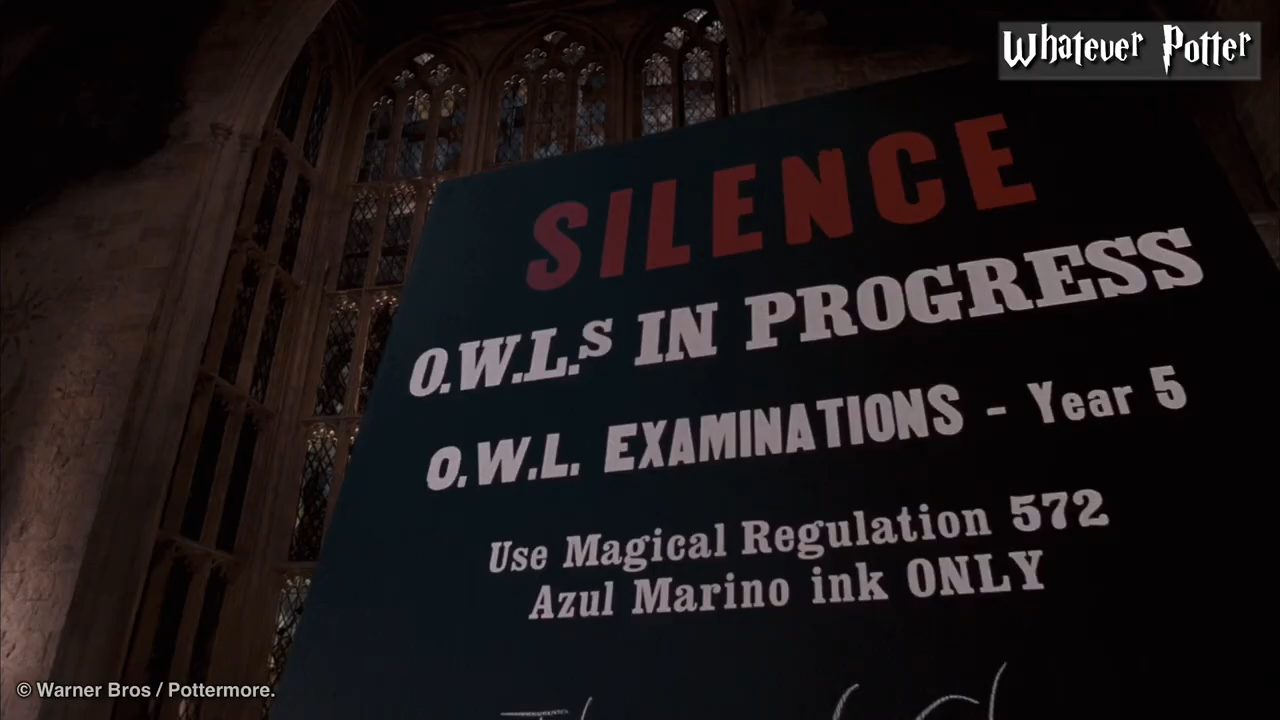 Whatever Potter
SILENCE
O.W.L.s IN PROGRESS
O.W.L. EXAMINATIONS - Year 5
Use Magical Regulation 572
Azul Marino ink ONLY
© Warner Bros / Pottermore.